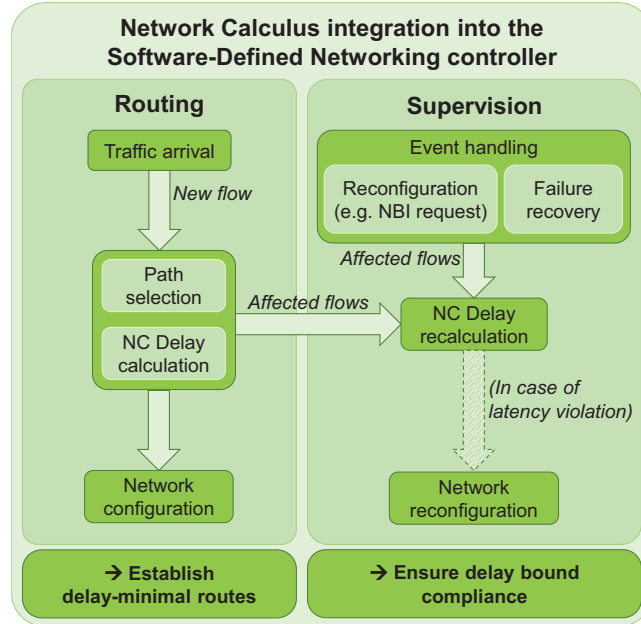 Network Calculus integration into the
Software-Defined Networking controller
Routing
Traffic arrival
New flow
Path
selection
NC Delay
calculation
Affected flows
Network
configuration
→ Establish
delay-minimal routes
Supervision
Event handling
Reconfiguration
(e.g. NBI request)
Failure
recovery
Affected flows
NC Delay
recalculation
(In case of
latency violation)
Network
reconfiguration
→ Ensure delay bound
compliance